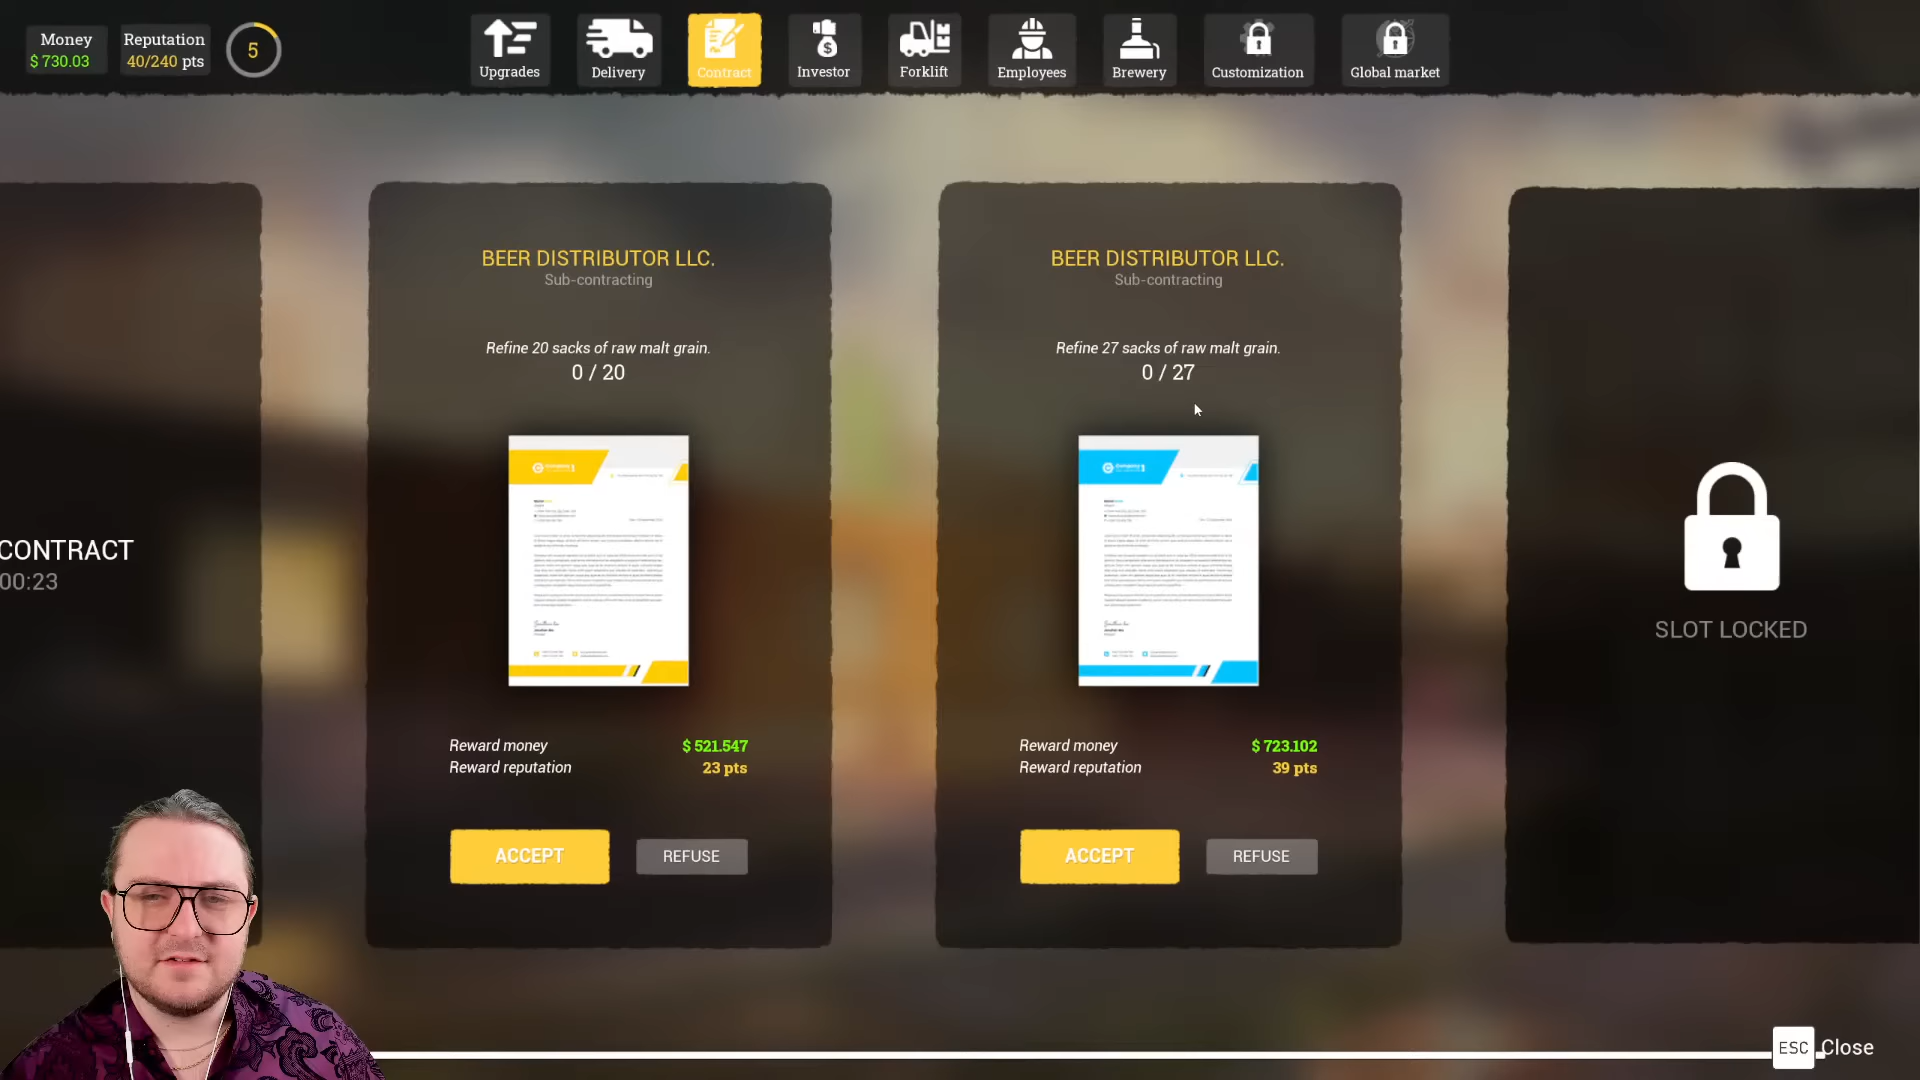 Money
$ 730.03
Reputation
40/240 pts
5
Upgrades
Delivery
Contract
Investor
Forklift
Employees
Brewery
Customization
Global market
CONTRACT
00:23
BEER DISTRIBUTOR LLC.
Sub-contracting
Refine 20 sacks of raw malt grain.
0 / 20
Reward money
$ 521.547
Reward reputation
23 pts
ACCEPT
REFUSE
BEER DISTRIBUTOR LLC.
Sub-contracting
Refine 27 sacks of raw malt grain.
0 / 27
Reward money
$ 723.102
Reward reputation
39 pts
ACCEPT
REFUSE
SLOT LOCKED
ESC Close